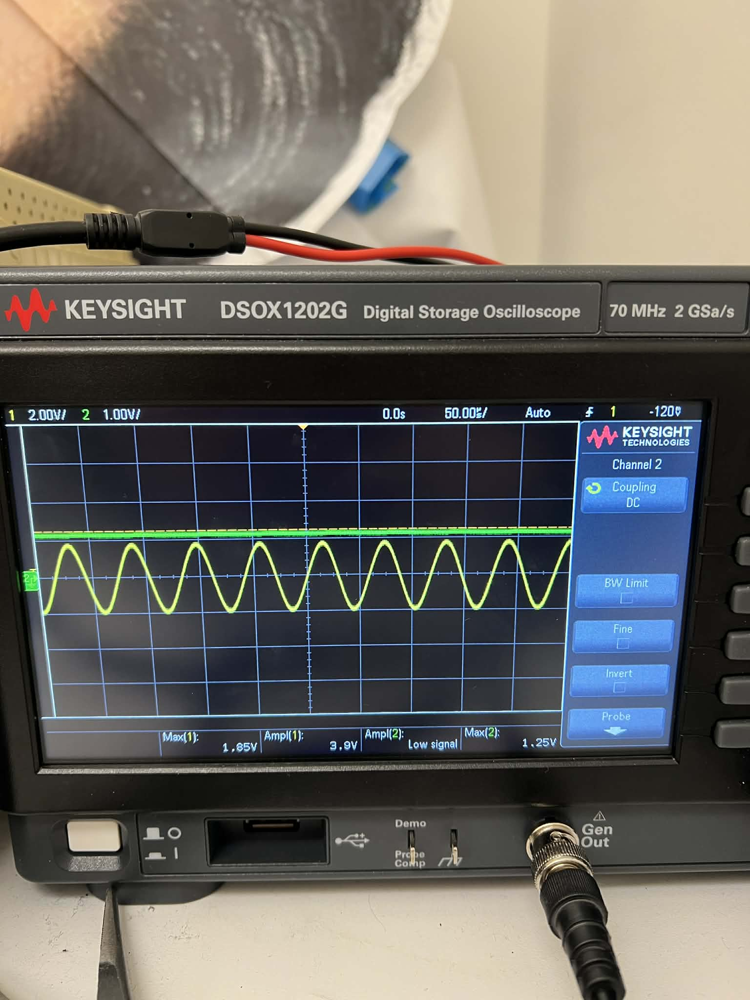 KEYSIGHT DSOX1202G Digital Storage Oscilloscope 70 MHz 2 GSa/s
1 2.00V/ 2 1.00V/ 0.0s 50.00µs/ Auto 1 -120V
KEYSIGHT
TECHNOLOGIES
Channel 2
Coupling
DC
BW Limit
Fine
Invert
Probe
2
Max(1):
1.85V
Ampl(1):
3.9V
Ampl(2):
Low signal
Max(2):
1.25V
Demo
Probe
Comp
Gen
Out